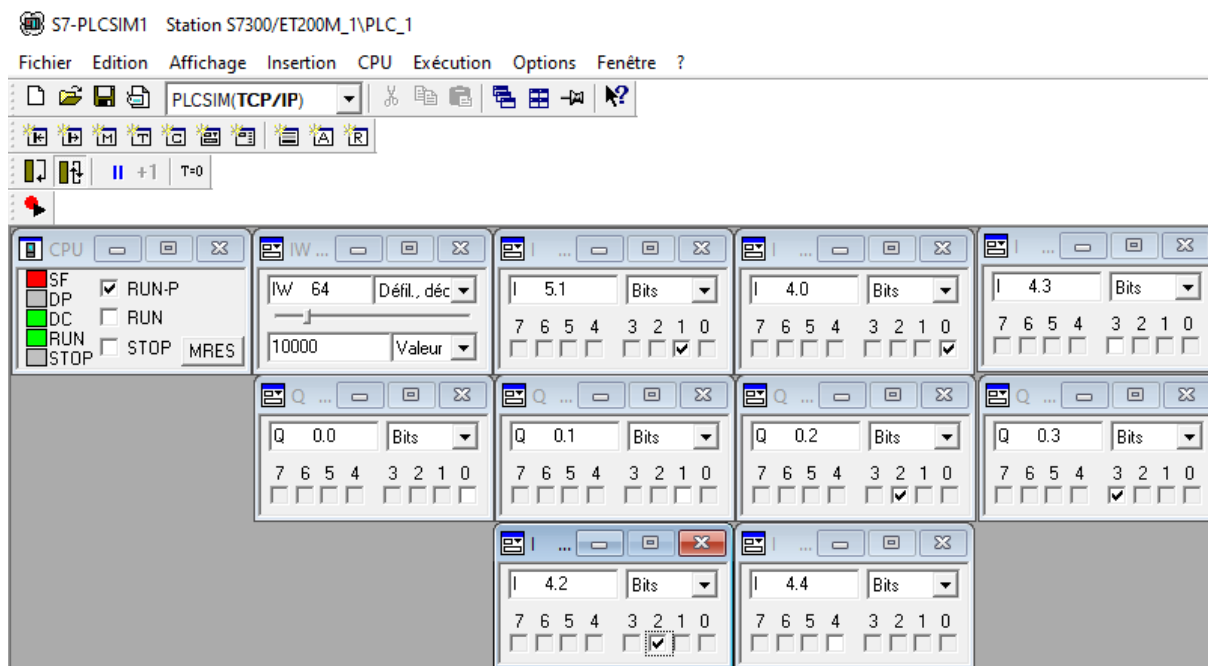 S7-PLCSIM1 Station S7300/ET200M_1\PLC_1
Fichier Edition Affichage Insertion CPU Exécution Options Fenêtre ?
PLCSIM(TCP/IP)
+1 T=0
CPU
SF
DP
DC
RUN
STOP
RUN-P
RUN
STOP MRES
IW ...
IW 64 Défil., déc
10000 Valeur
I ...
I 5.1 Bits
7 6 5 4 3 2 1 0
I ...
I 4.0 Bits
7 6 5 4 3 2 1 0
I ...
I 4.3 Bits
7 6 5 4 3 2 1 0
Q ...
Q 0.0 Bits
7 6 5 4 3 2 1 0
Q ...
Q 0.1 Bits
7 6 5 4 3 2 1 0
Q ...
Q 0.2 Bits
7 6 5 4 3 2 1 0
Q ...
Q 0.3 Bits
7 6 5 4 3 2 1 0
I ...
I 4.2 Bits
7 6 5 4 3 2 1 0
I ...
I 4.4 Bits
7 6 5 4 3 2 1 0